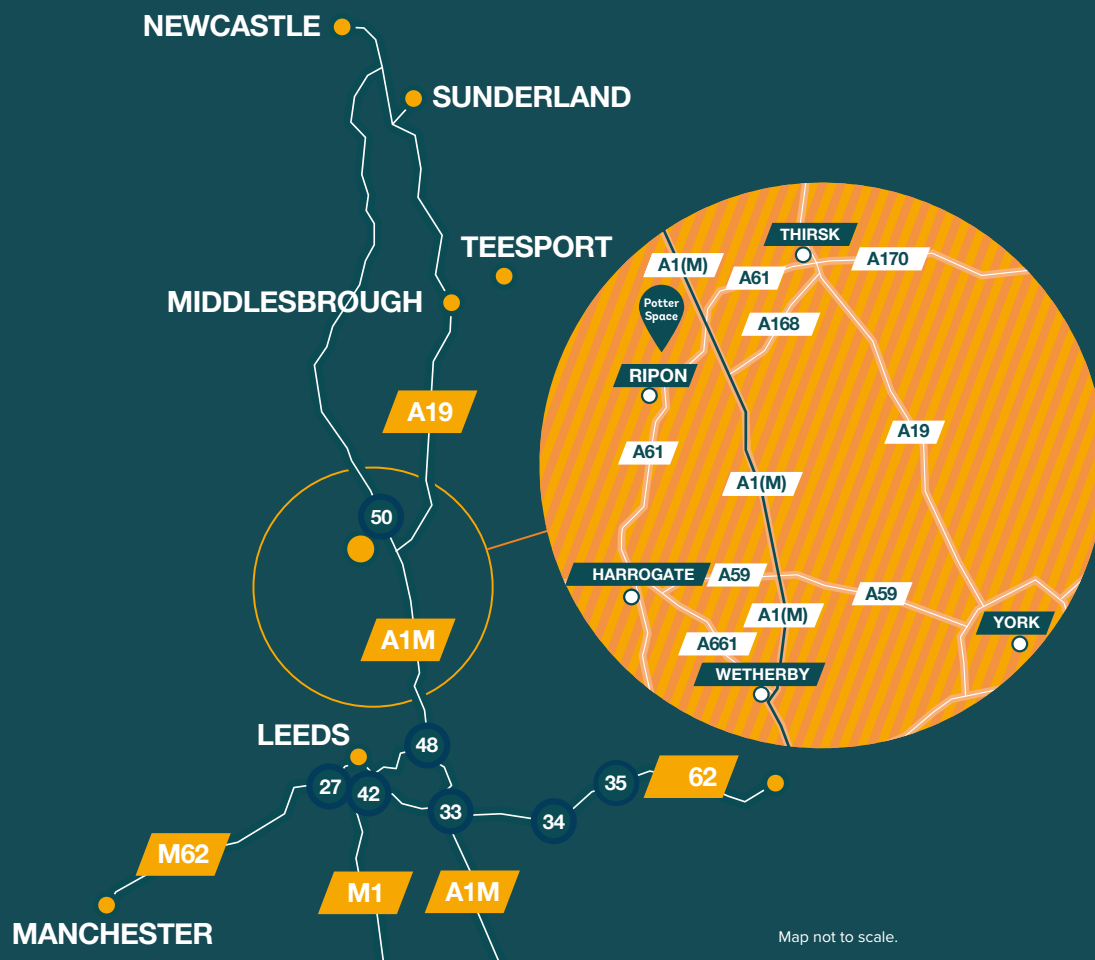 NEWCASTLE
SUNDERLAND
TEESPORT
MIDDLESBROUGH
A19
50
A1M
LEEDS
48
27
42
33
34
35
62
M62
M1
A1M
MANCHESTER
THIRSK
A1(M)
A61
A170
Potter
Space
A168
RIPON
A19
A61
A1(M)
HARROGATE
A59
A59
A1(M)
YORK
A661
WETHERBY
Map not to scale.